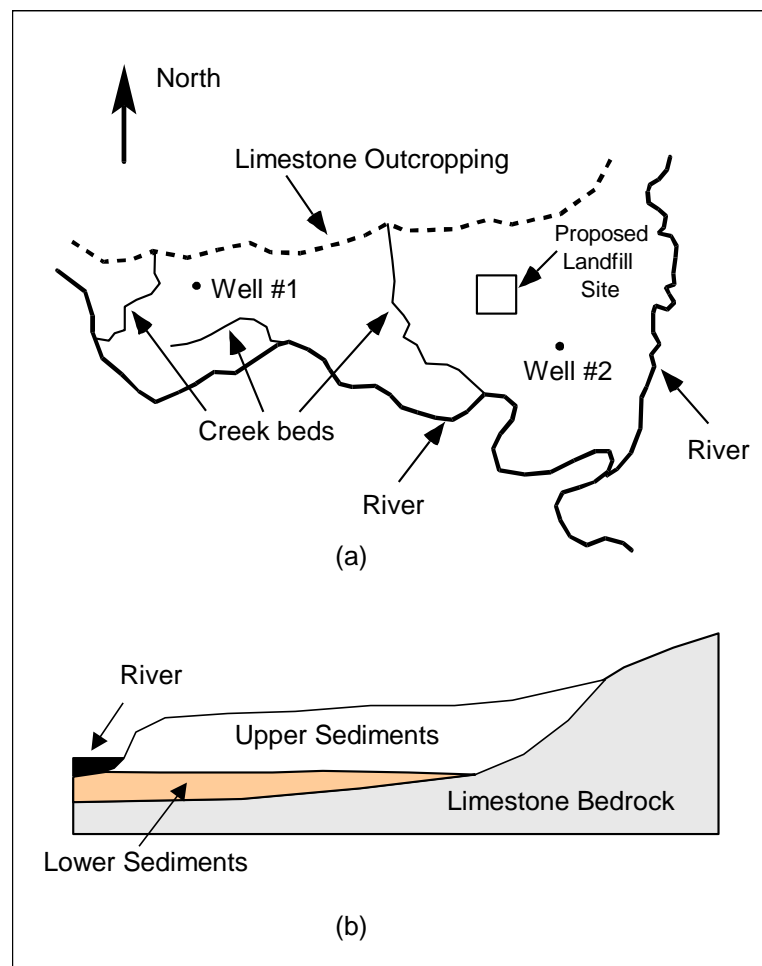 North
Limestone Outcropping
Proposed
Landfill
Site
Well #1
Well #2
Creek beds
River
River
(a)
River
Upper Sediments
Limestone Bedrock
Lower Sediments
(b)